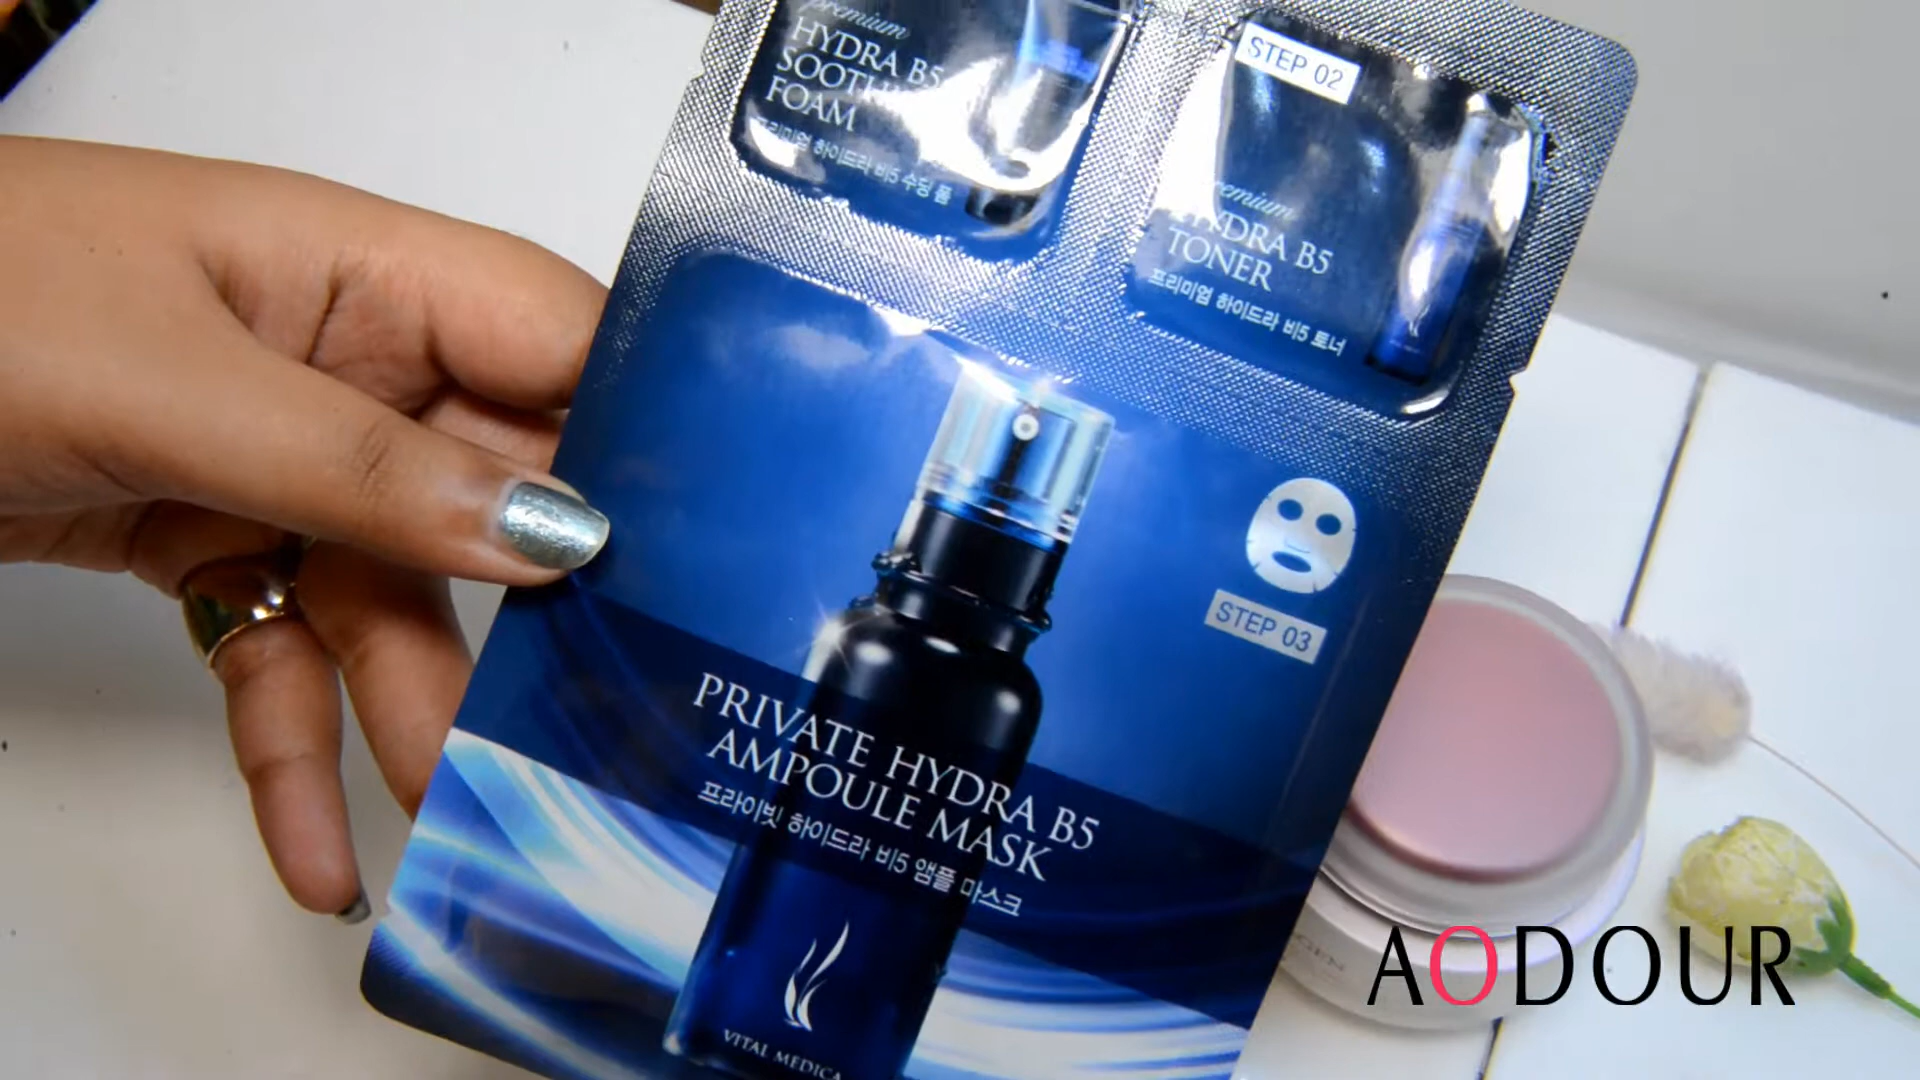 premium
HYDRA B5
FOAM
프리미엄 하이드라 비5 수딩 폼
STEP 02
HYDRA B5
TONER
프리미엄 하이드라 비5 토너
STEP 03
PRIVATE HYDRA B5
AMPOULE MASK
프라이빗 하이드라 비5 앰플 마스크
VITAL MEDICA
AODOUR